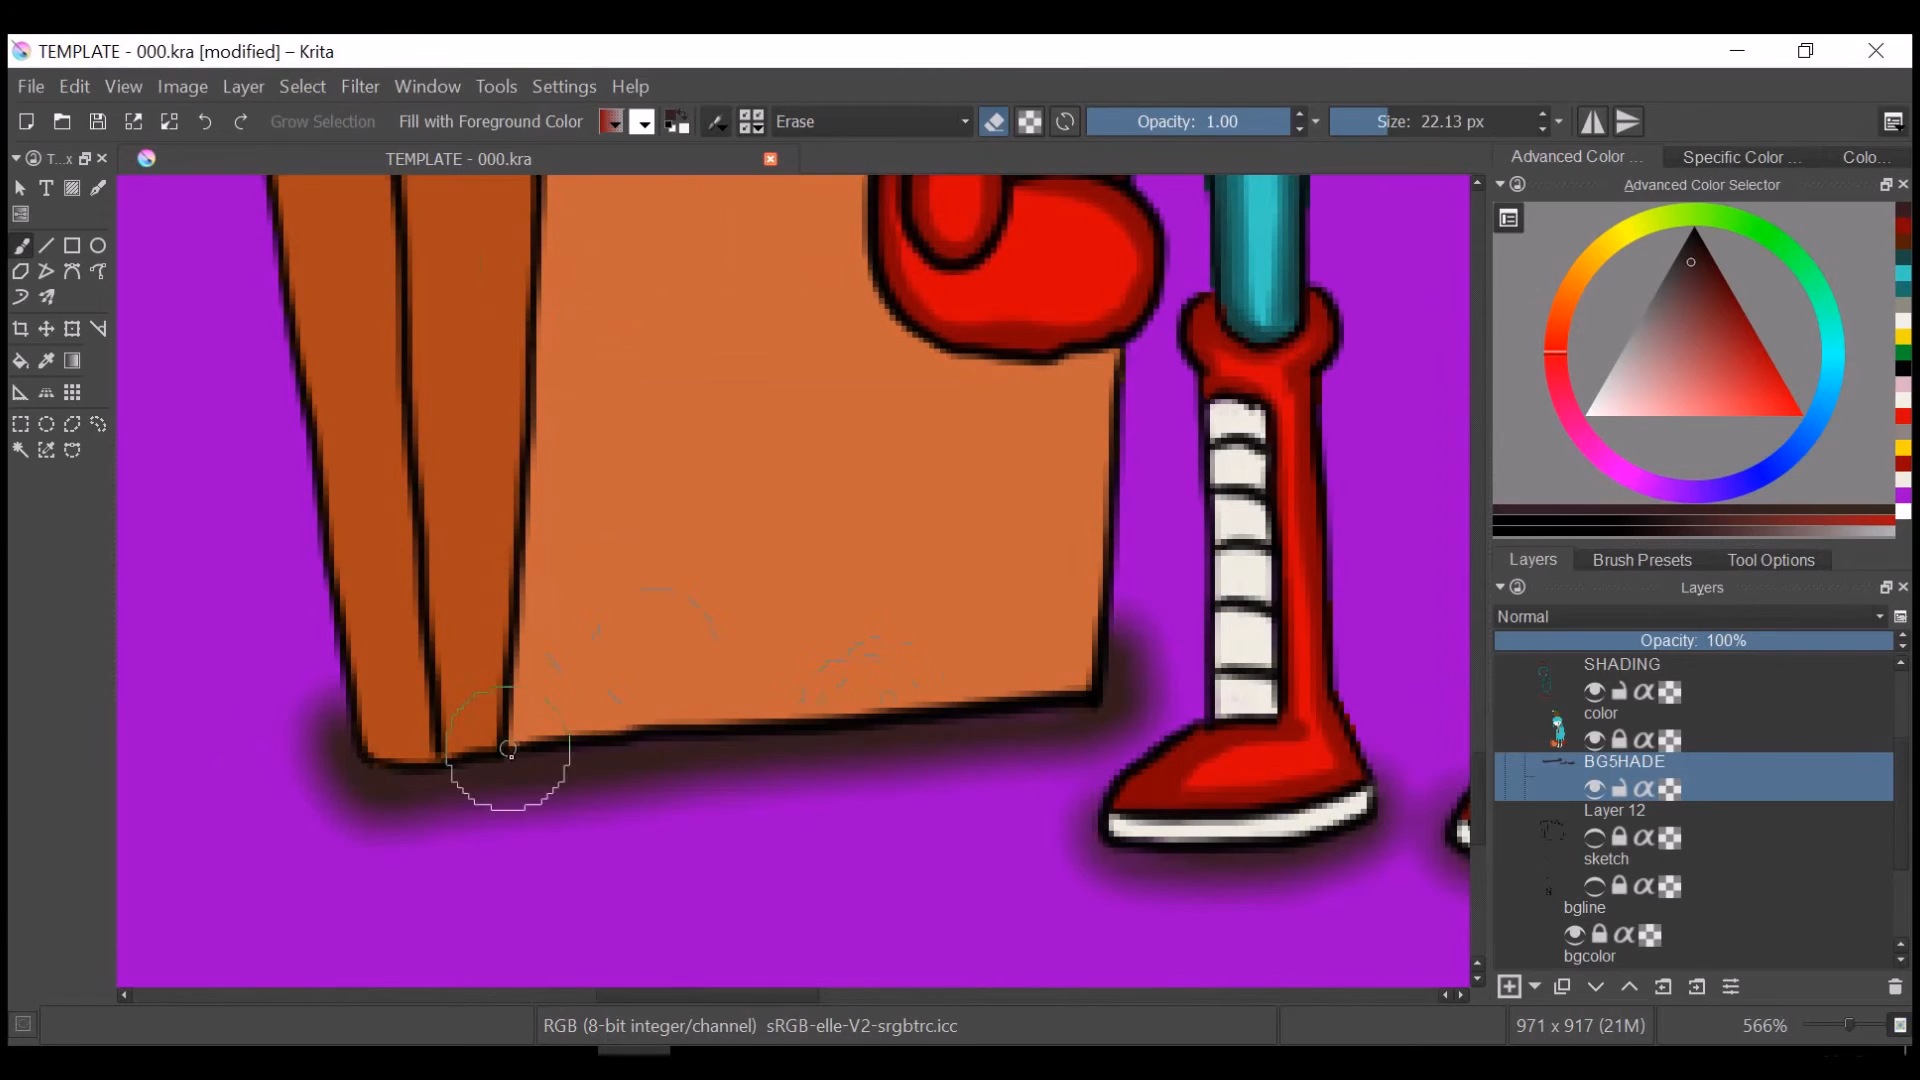 TEMPLATE - 000.kra [modified] – Krita
File Edit View Image Layer Select Filter Window Tools Settings Help
Grow Selection Fill with Foreground Color Erase Opacity: 1.00 Size: 22.13 px
T...x TEMPLATE - 000.kra Advanced Color ... Specific Color ... Colo...
Advanced Color Selector
Layers Brush Presets Tool Options
Layers
Normal
Opacity: 100%
SHADING
color
BG5HADE
Layer 12
sketch
bgline
bgcolor
RGB (8-bit integer/channel) sRGB-elle-V2-srgbtrc.icc 971 x 917 (21M) 566%